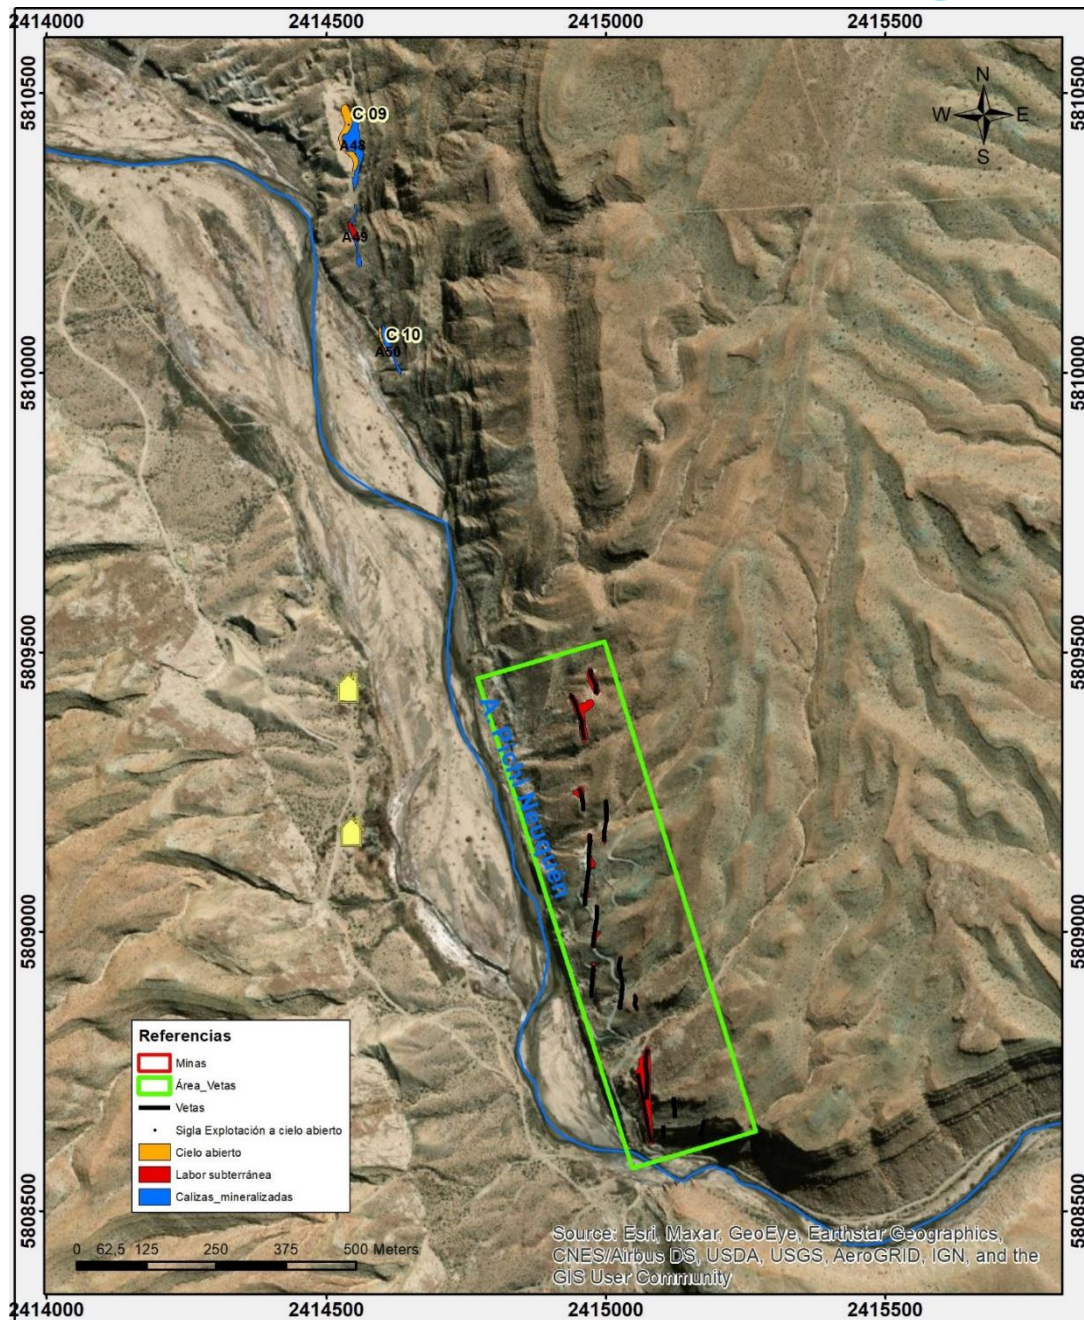 2414000 2414500 2415000 2415500
5810500 5810500
N
W E
S
C 09
A48
A49
C 10
A50
5810000 5810000
5809500 5809500
A. Pichi Neuquén
5809000 5809000
Referencias
Minas
Área_Vetas
Vetas
Sigla Explotación a cielo abierto
Cielo abierto
Labor subterránea
Calizas_mineralizadas
5808500 5808500
0 62,5 125 250 375 500 Meters
Source: Esri, Maxar, GeoEye, Earthstar Geographics,
CNES/Airbus DS, USDA, USGS, AeroGRID, IGN, and the
GIS User Community
2414000 2414500 2415000 2415500